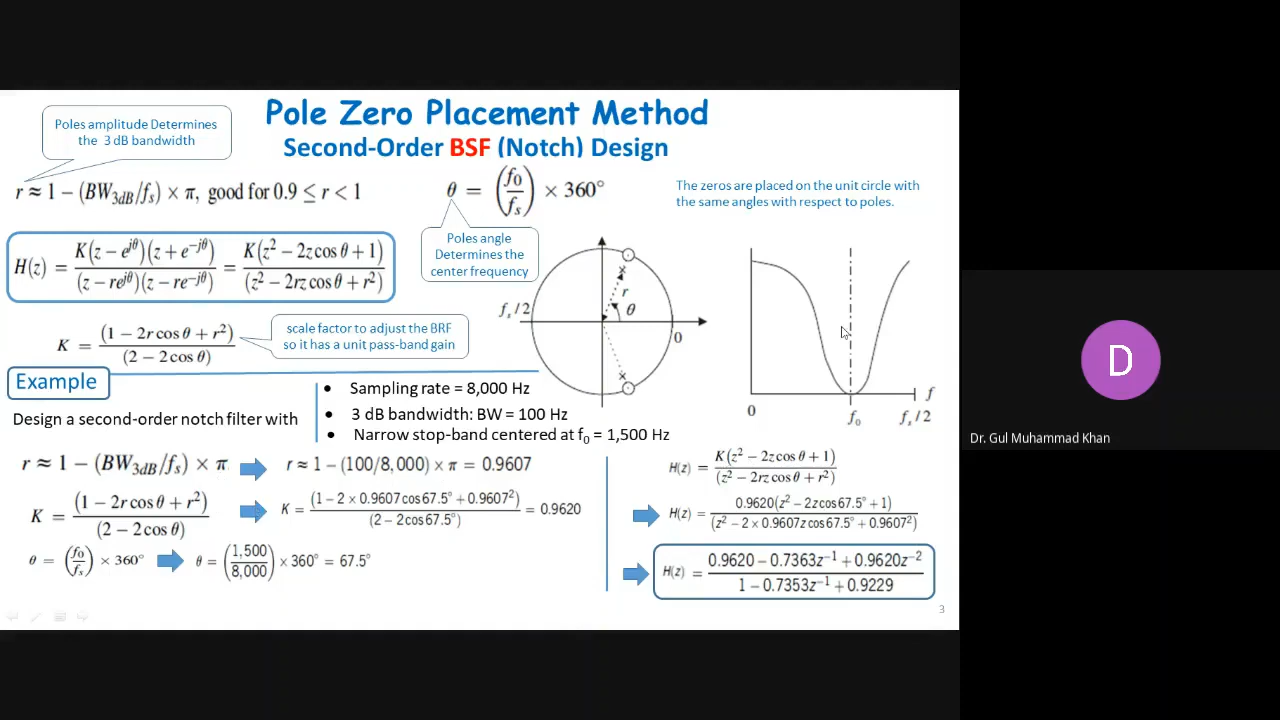 Pole Zero Placement Method
Second-Order BSF (Notch) Design
Poles amplitude Determines
the 3 dB bandwidth
r ≈ 1 − (BW3dB/fs) × π, good for 0.9 ≤ r < 1
θ = (f0/fs) × 360°
The zeros are placed on the unit circle with
the same angles with respect to poles.
Poles angle
Determines the
center frequency
H(z) = K(z − e^jθ)(z + e^−jθ) / (z − re^jθ)(z − re^−jθ) = K(z² − 2z cos θ + 1) / (z² − 2rz cos θ + r²)
K = (1 − 2r cos θ + r²) / (2 − 2 cos θ)
scale factor to adjust the BRF
so it has a unit pass-band gain
fs/2
r
θ
0
0
f0
fs/2
f
Example
Design a second-order notch filter with
• Sampling rate = 8,000 Hz
• 3 dB bandwidth: BW = 100 Hz
• Narrow stop-band centered at f0 = 1,500 Hz
r ≈ 1 − (BW3dB/fs) × π
r ≈ 1 − (100/8,000) × π = 0.9607
K = (1 − 2r cos θ + r²) / (2 − 2 cos θ)
K = (1 − 2 × 0.9607 cos 67.5° + 0.9607²) / (2 − 2 cos 67.5°) = 0.9620
θ = (f0/fs) × 360°
θ = (1,500/8,000) × 360° = 67.5°
H(z) = K(z² − 2z cos θ + 1) / (z² − 2rz cos θ + r²)
H(z) = 0.9620(z² − 2z cos 67.5° + 1) / (z² − 2 × 0.9607z cos 67.5° + 0.9607²)
H(z) = 0.9620 − 0.7363z⁻¹ + 0.9620z⁻² / 1 − 0.7353z⁻¹ + 0.9229
3
D
Dr. Gul Muhammad Khan